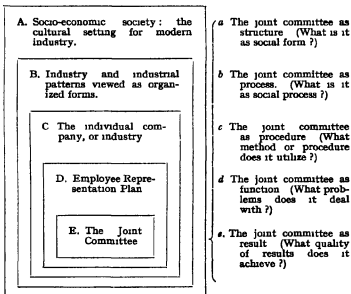 A. Socio-economic society: the
cultural setting for modern
industry.
B. Industry and industrial
patterns viewed as organ-
ized forms.
C The individual com-
pany, or industry
D. Employee Repre-
sentation Plan
E. The Joint
Committee
a The joint committee as
structure (What is it
as social form ?)
b The joint committee as
process. (What is it
as social process ?)
c The joint committee
as procedure (What
method or procedure
does it utilize ?)
d The joint committee as
function (What prob-
lems does it deal
with ?)
e. The joint committee as
result (What quality
of results does it
achieve ?)